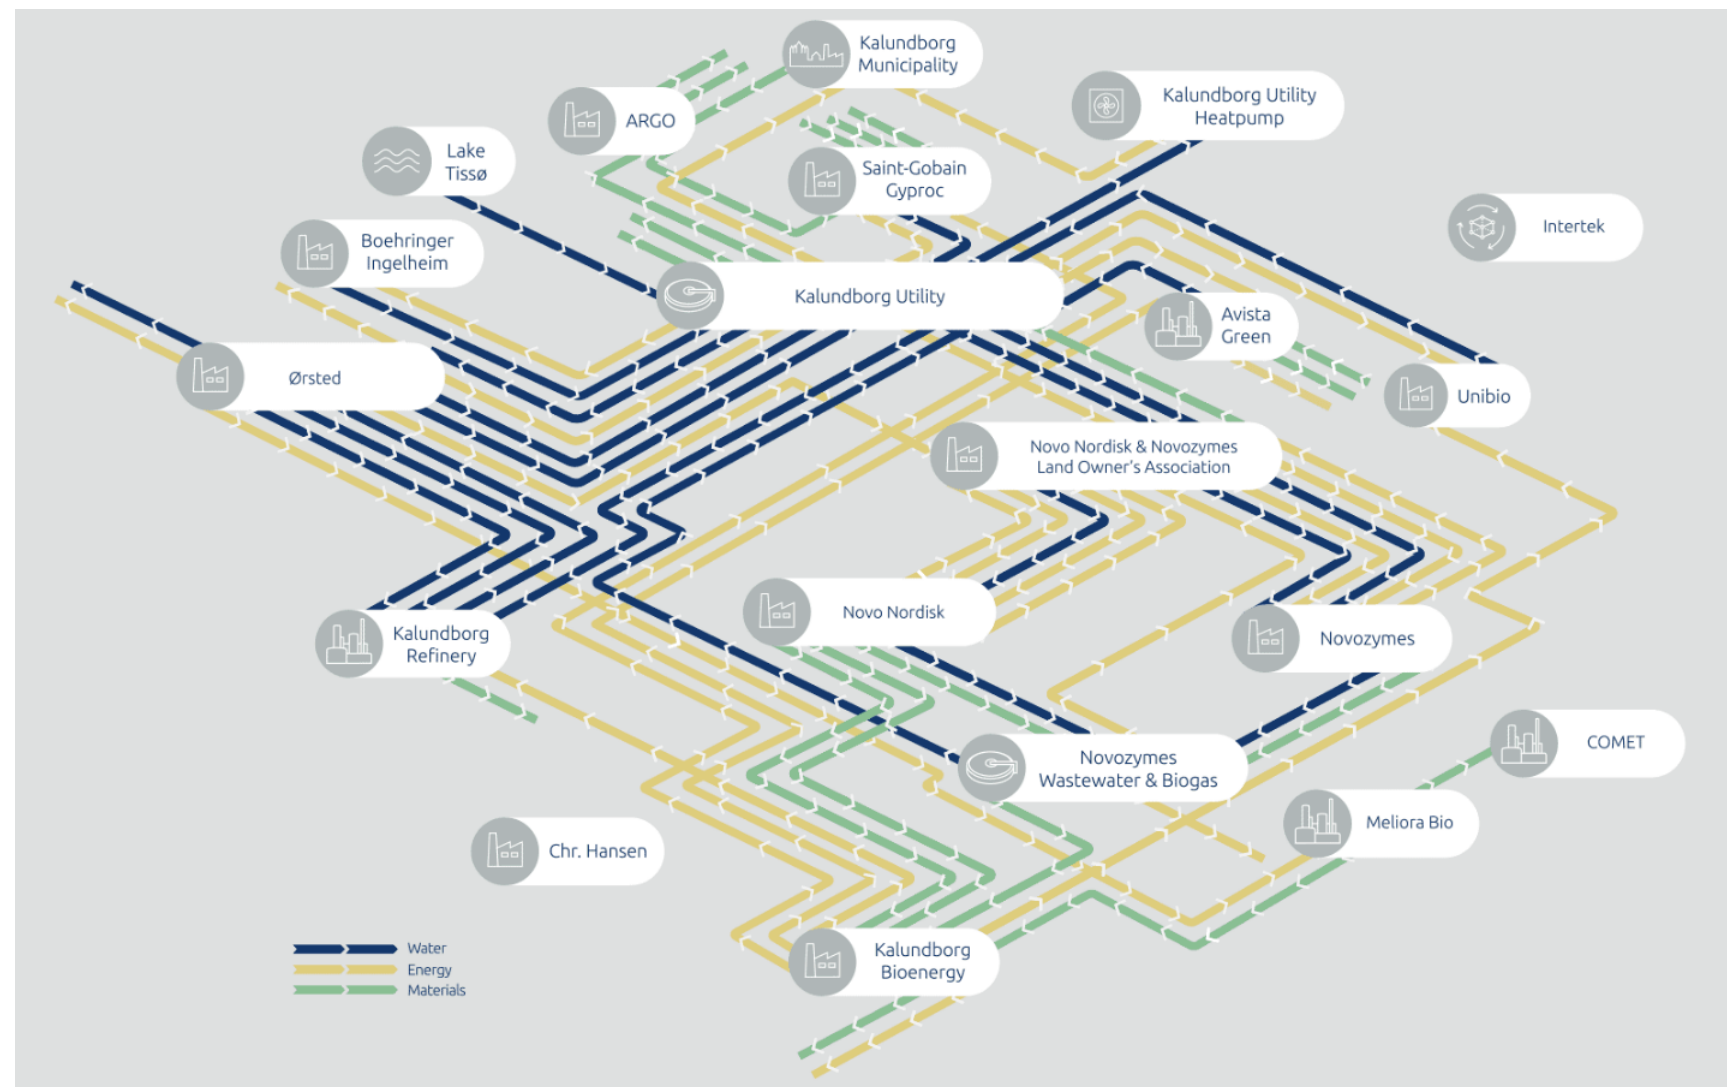 Kalundborg
Municipality
Kalundborg Utility
Heatpump
ARGO
Lake
Tissø
Saint-Gobain
Gyproc
Intertek
Boehringer
Ingelheim
Kalundborg Utility
Avista
Green
Ørsted
Unibio
Novo Nordisk & Novozymes
Land Owner's Association
Novo Nordisk
Novozymes
Kalundborg
Refinery
COMET
Novozymes
Wastewater & Biogas
Meliora Bio
Chr. Hansen
Kalundborg
Bioenergy
Water
Energy
Materials